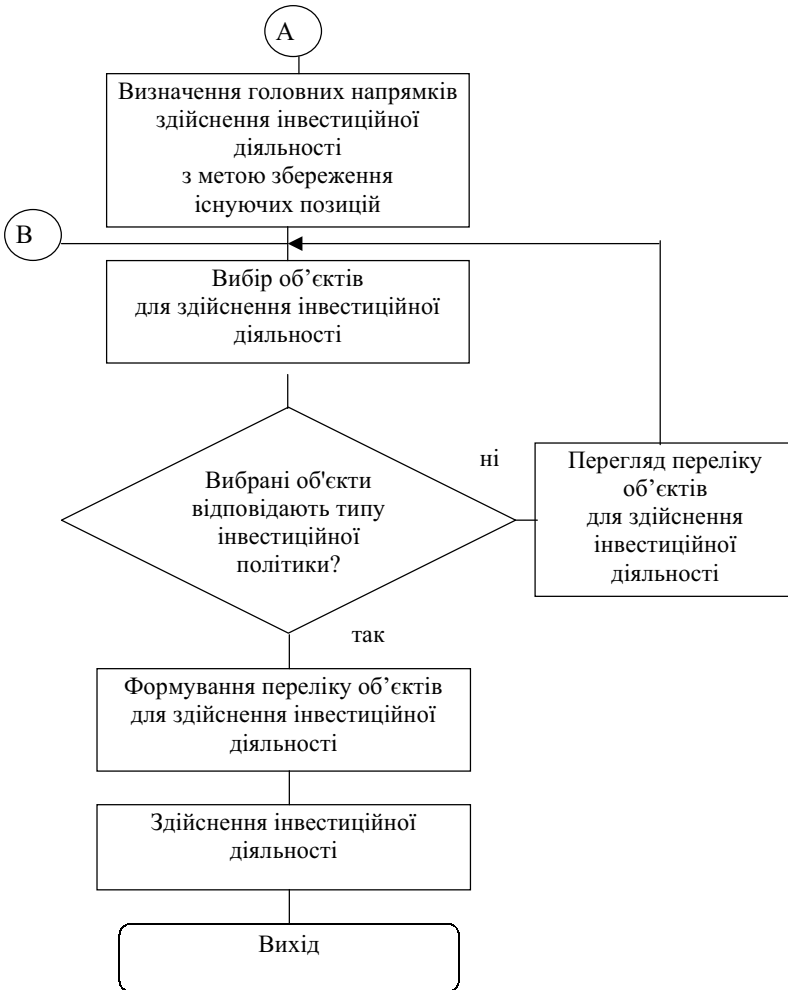 А
Визначення головних напрямків
здійснення інвестиційної
діяльності
з метою збереження
існуючих позицій
В
Вибір об’єктів
для здійснення інвестиційної
діяльності
Вибрані об'єкти
відповідають типу
інвестиційної
політики?
ні
Перегляд переліку
об’єктів
для здійснення
інвестиційної
діяльності
так
Формування переліку об’єктів
для здійснення інвестиційної
діяльності
Здійснення інвестиційної
діяльності
Вихід